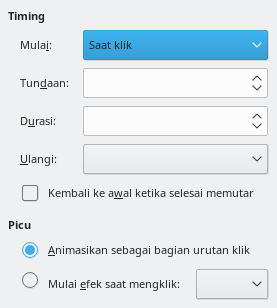 Timing
Mulai: Saat klik
Tundaan:
Durasi:
Ulangi:
Kembali ke awal ketika selesai memutar
Picu
Animasikan sebagai bagian urutan klik
Mulai efek saat mengklik: